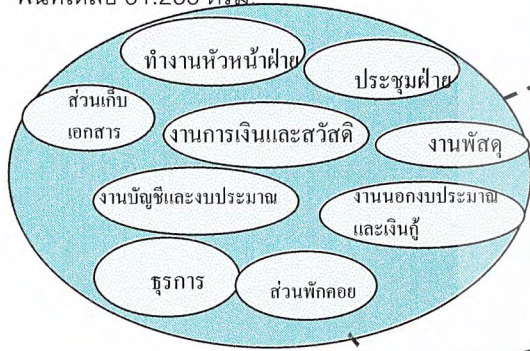 ทำงานหัวหน้าฝ่าย
ประชุมฝ่าย
ส่วนเก็บ
เอกสาร
งานการเงินและสวัสดิ
งานพัสดุ
งานบัญชีและงบประมาณ
งานนอกงบประมาณ
และเงินกู้
ธุรการ
ส่วนพักคอย